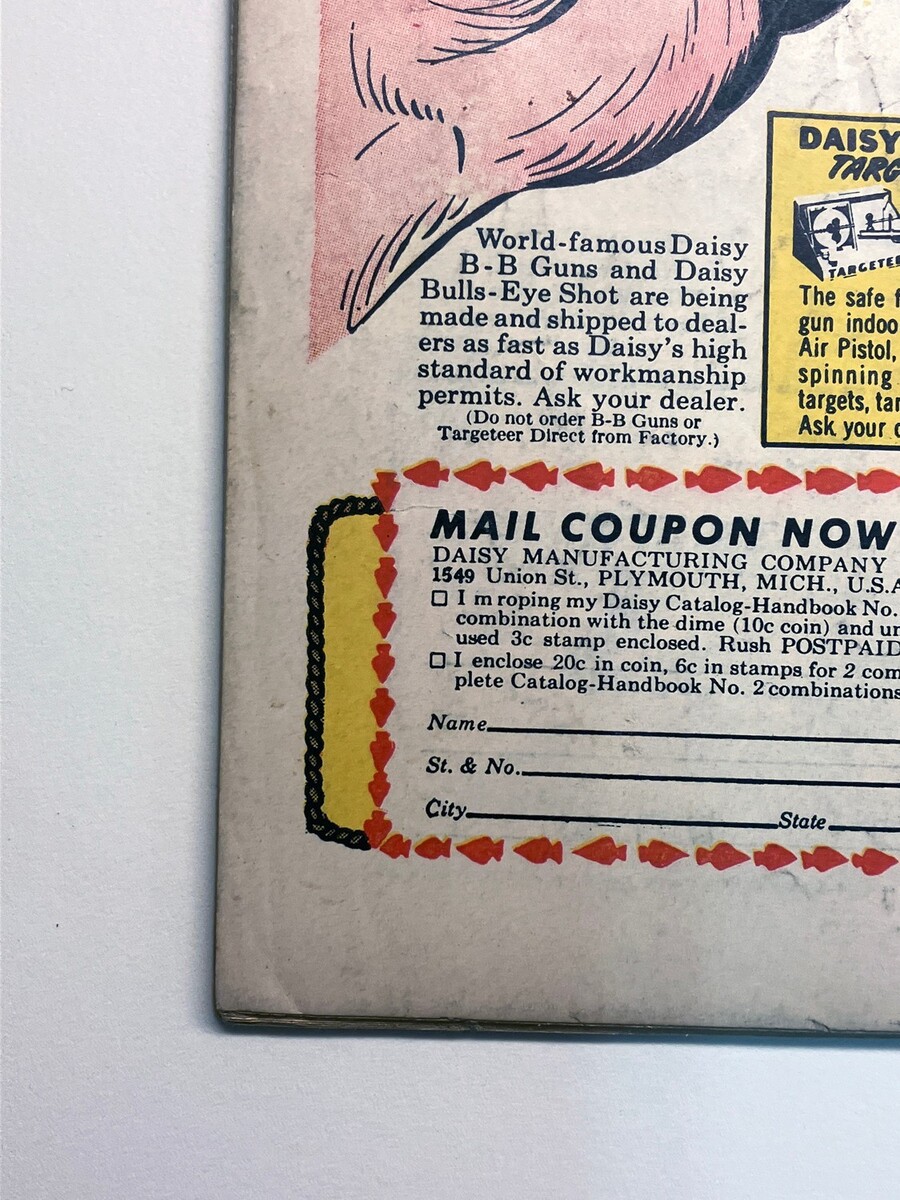 World-famous Daisy
B-B Guns and Daisy
Bulls-Eye Shot are being
made and shipped to deal-
ers as fast as Daisy's high
standard of workmanship
permits. Ask your dealer.
(Do not order B-B Guns or
Targeteer Direct from Factory.)
DAISY
TARG
TARGETEER
The safe f
gun indoo
Air Pistol,
spinning
targets, tar
Ask your d
MAIL COUPON NOW
DAISY MANUFACTURING COMPANY
1549 Union St., PLYMOUTH, MICH., U.S.A
I m roping my Daisy Catalog-Handbook No.
combination with the dime (10c coin) and un
used 3c stamp enclosed. Rush POSTPAID
I enclose 20c in coin, 6c in stamps for 2 com
plete Catalog-Handbook No. 2 combinations
Name
St. & No.
City State